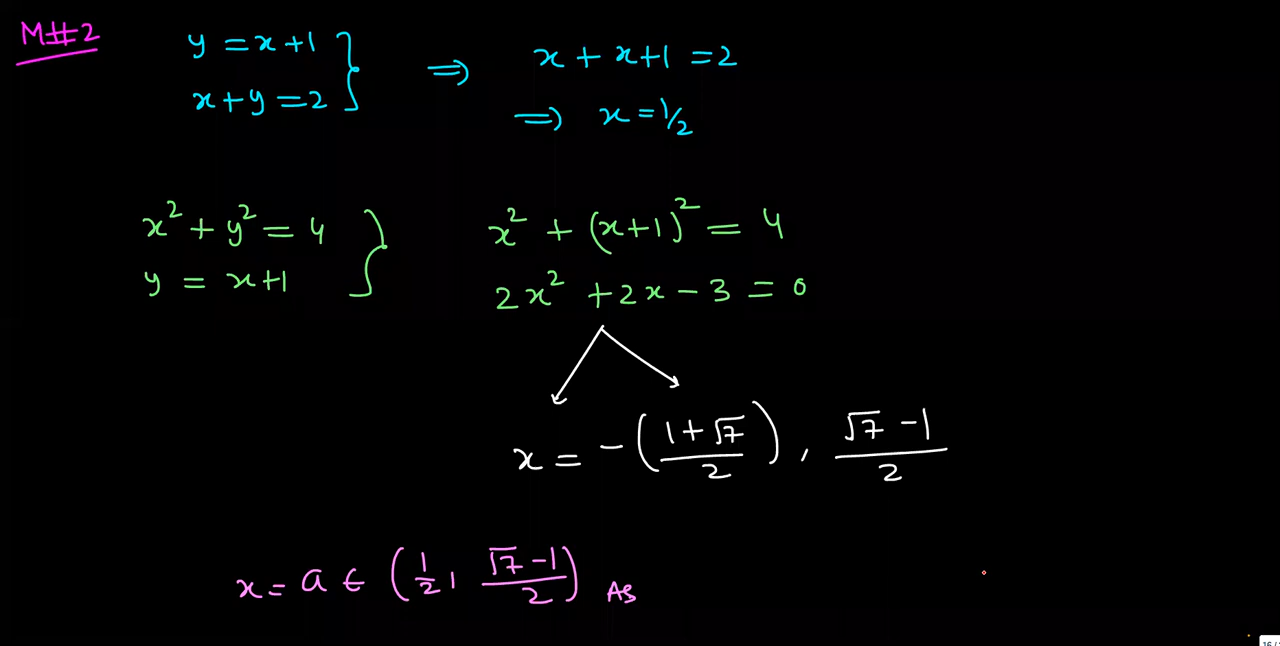 M#2
y = x+1
x+y=2
⇒ x + x+1 = 2
⇒ x = 1/2
x² + y² = 4
y = x+1
x² + (x+1)² = 4
2x² + 2x - 3 = 0
x = -((1+√7)/2), (√7 -1)/2
x = a ∈ (1/2, (√7 -1)/2) As